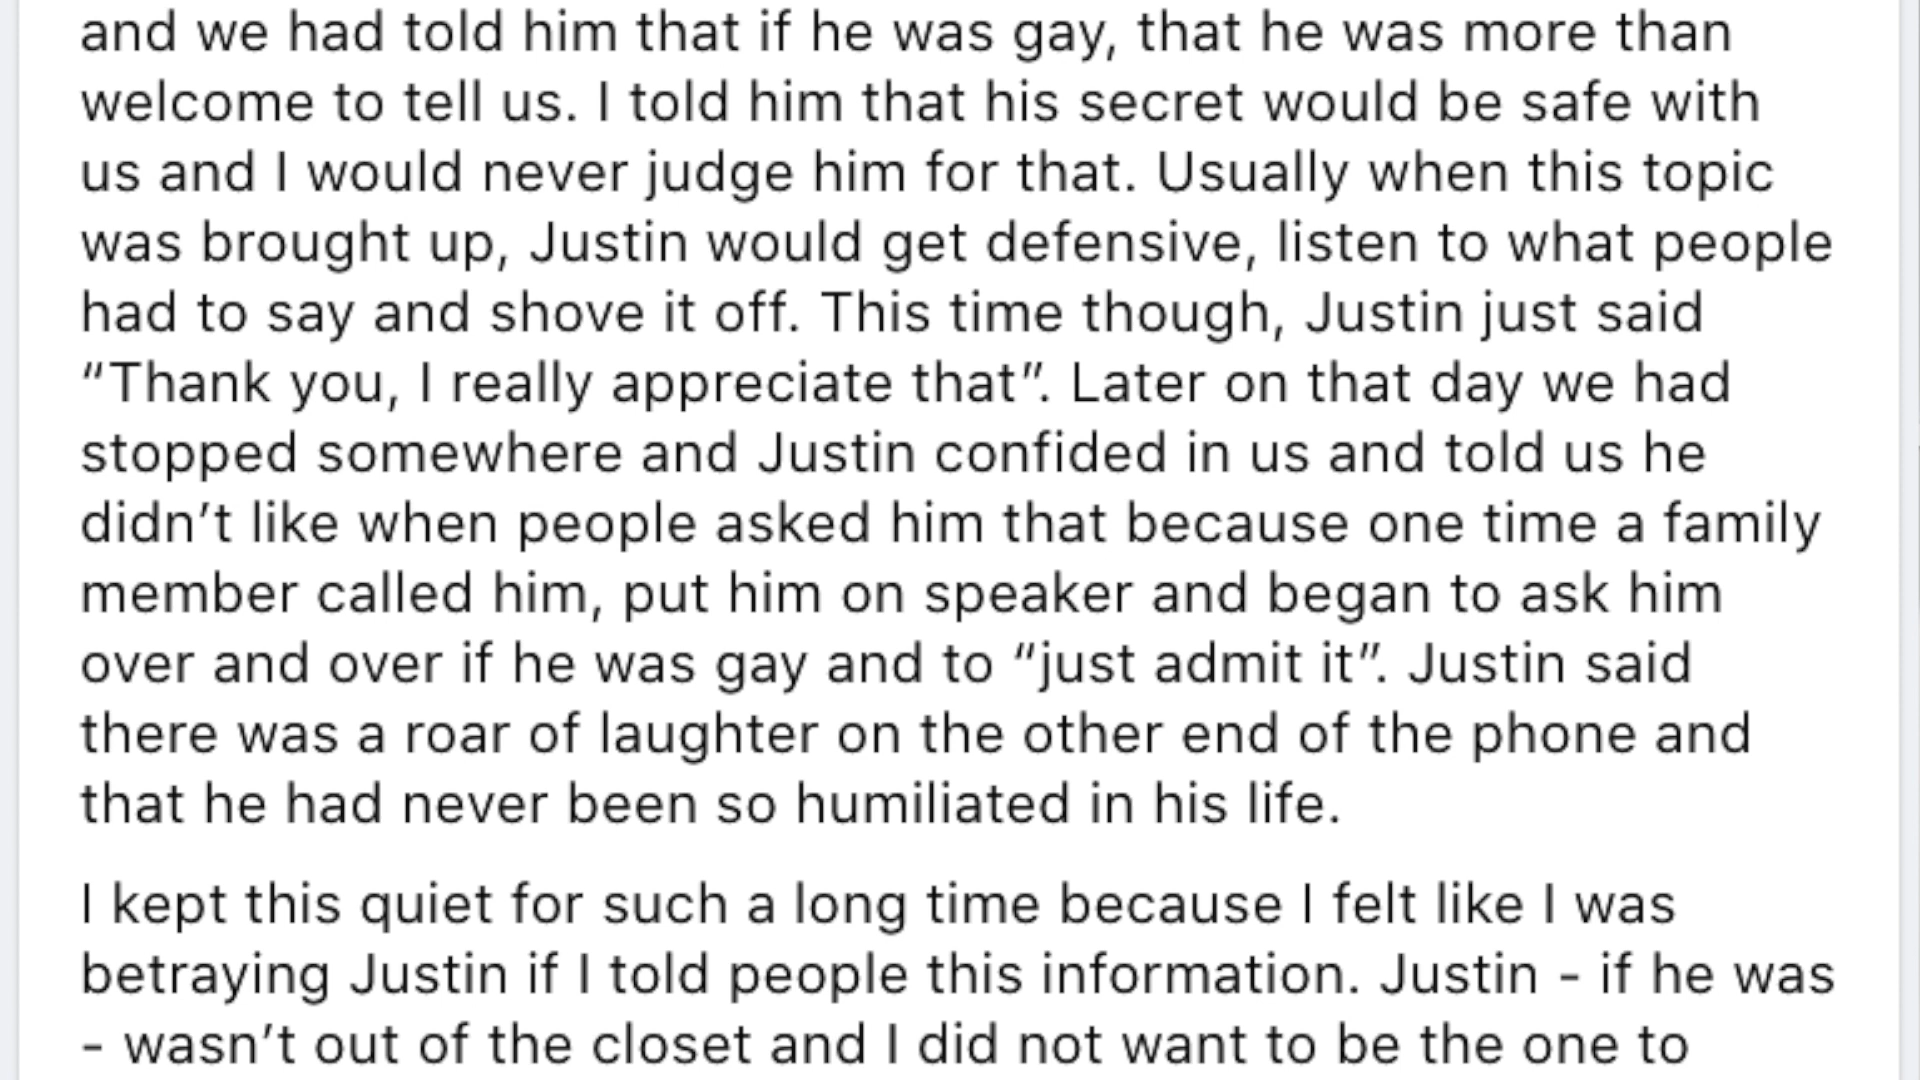 and we had told him that if he was gay, that he was more than
welcome to tell us. I told him that his secret would be safe with
us and I would never judge him for that. Usually when this topic
was brought up, Justin would get defensive, listen to what people
had to say and shove it off. This time though, Justin just said
“Thank you, I really appreciate that”. Later on that day we had
stopped somewhere and Justin confided in us and told us he
didn’t like when people asked him that because one time a family
member called him, put him on speaker and began to ask him
over and over if he was gay and to “just admit it”. Justin said
there was a roar of laughter on the other end of the phone and
that he had never been so humiliated in his life.
I kept this quiet for such a long time because I felt like I was
betraying Justin if I told people this information. Justin - if he was
- wasn’t out of the closet and I did not want to be the one to